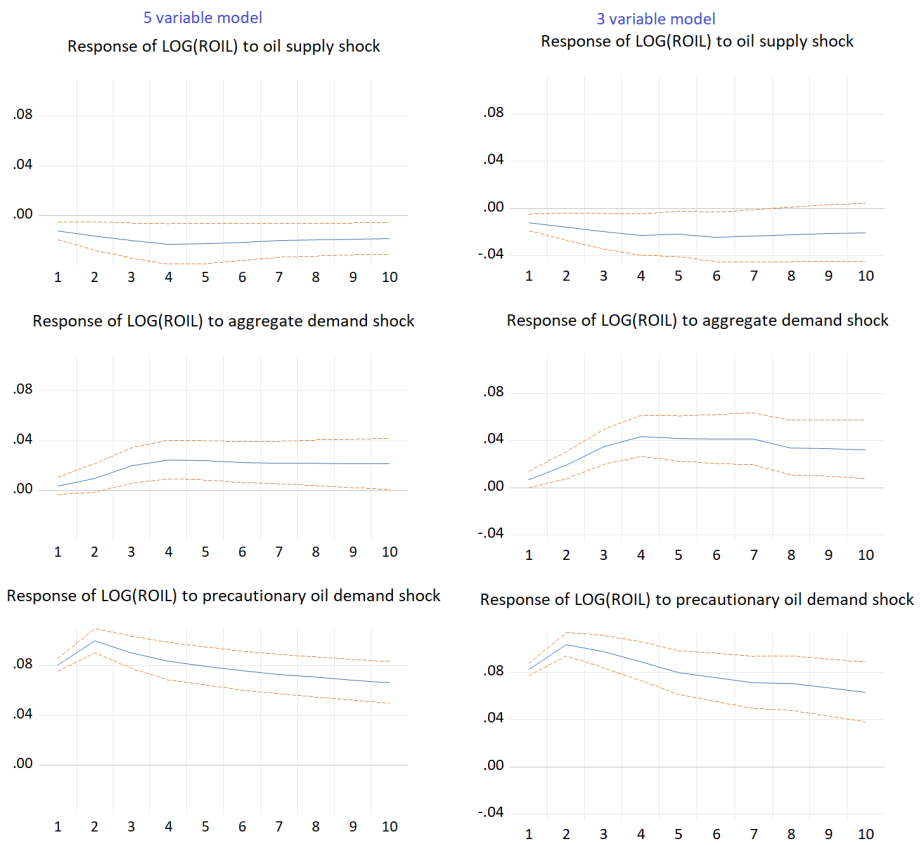 5 variable model
Response of LOG(ROIL) to oil supply shock
.08
.04
.00
1 2 3 4 5 6 7 8 9 10
3 variable model
Response of LOG(ROIL) to oil supply shock
.08
.04
.00
-.04
1 2 3 4 5 6 7 8 9 10
Response of LOG(ROIL) to aggregate demand shock
.08
.04
.00
1 2 3 4 5 6 7 8 9 10
Response of LOG(ROIL) to aggregate demand shock
.08
.04
.00
-.04
1 2 3 4 5 6 7 8 9 10
Response of LOG(ROIL) to precautionary oil demand shock
.08
.04
.00
1 2 3 4 5 6 7 8 9 10
Response of LOG(ROIL) to precautionary oil demand shock
.08
.04
.00
-.04
1 2 3 4 5 6 7 8 9 10